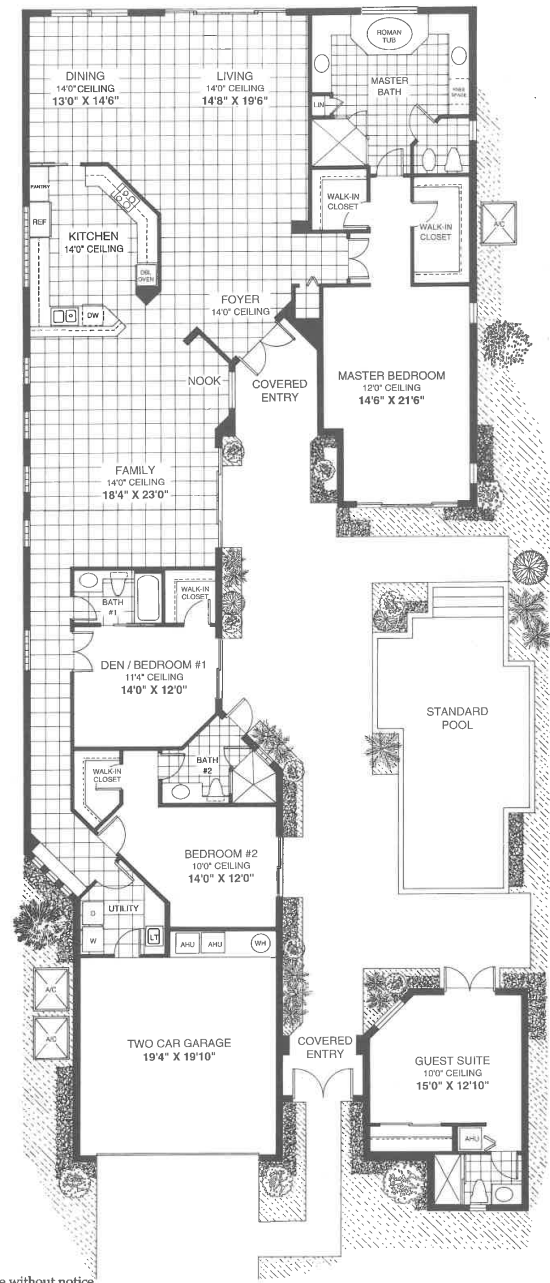 ROMAN
TUB
DINING
14'0" CEILING
13'0" X 14'6"
LIVING
14'0" CEILING
14'8" X 19'6"
MASTER
BATH
KNEE
SPACE
LIN
PANTRY
REF
KITCHEN
14'0" CEILING
DBL
OVEN
DW
WALK-IN
CLOSET
WALK-IN
CLOSET
A/C
FOYER
14'0" CEILING
NOOK
COVERED
ENTRY
MASTER BEDROOM
12'0" CEILING
14'6" X 21'6"
FAMILY
14'0" CEILING
18'4" X 23'0"
BATH
#1
WALK-IN
CLOSET
DEN / BEDROOM #1
11'4" CEILING
14'0" X 12'0"
STANDARD
POOL
WALK-IN
CLOSET
BATH
#2
BEDROOM #2
10'0" CEILING
14'0" X 12'0"
UTILITY
D
W
LT
AHU
AHU
WH
A/C
A/C
TWO CAR GARAGE
19'4" X 19'10"
COVERED
ENTRY
GUEST SUITE
10'0" CEILING
15'0" X 12'10"
AHU
e without notice